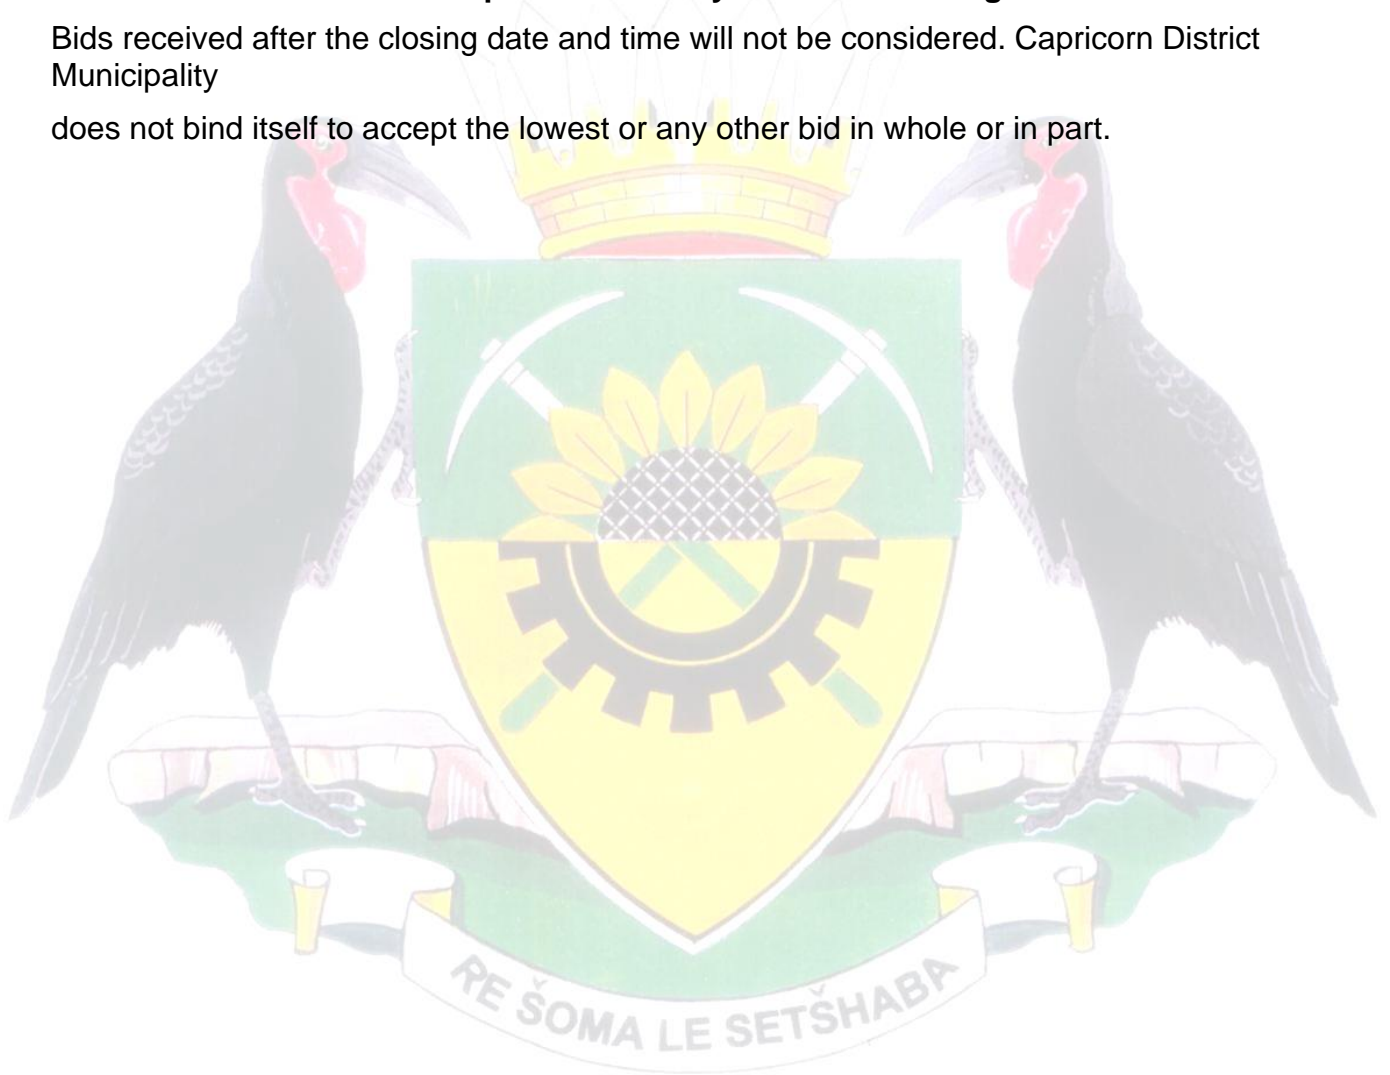 Bids received after the closing date and time will not be considered. Capricorn District
Municipality
does not bind itself to accept the lowest or any other bid in whole or in part.
RE ŠOMA LE SETŠHABA